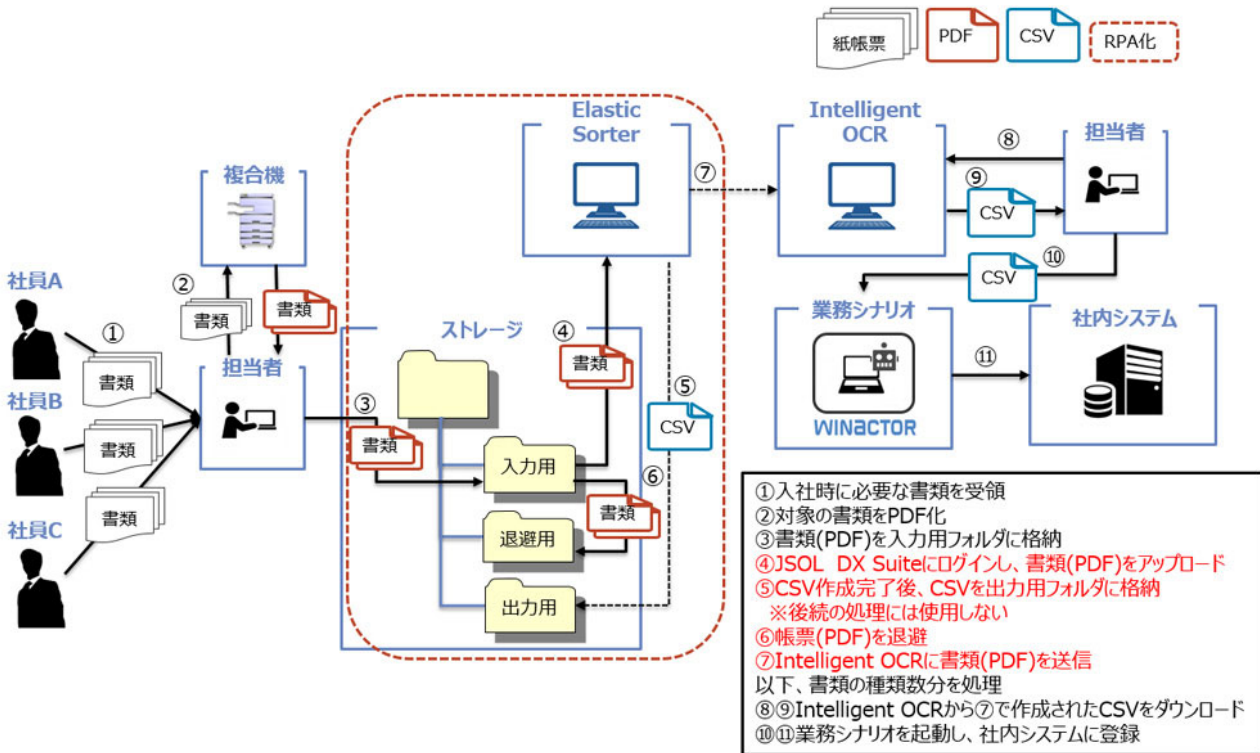 紙帳票
PDF
CSV
RPA化
Elastic
Sorter
Intelligent
OCR
担当者
⑧
⑦
⑨
CSV
複合機
②
書類
書類
社員A
①
書類
社員B
書類
社員C
書類
担当者
③
書類
ストレージ
④
書類
⑤
CSV
入力用
⑥
書類
退避用
出力用
⑩
CSV
業務シナリオ
WINACTOR
⑪
社内システム
①入社時に必要な書類を受領
②対象の書類をPDF化
③書類(PDF)を入力用フォルダに格納
④JSOL DX Suiteにログインし、書類(PDF)をアップロード
⑤CSV作成完了後、CSVを出力用フォルダに格納
※後続の処理には使用しない
⑥帳票(PDF)を退避
⑦Intelligent OCRに書類(PDF)を送信
以下、書類の種類数分を処理
⑧⑨Intelligent OCRから⑦で作成されたCSVをダウンロード
⑩⑪業務シナリオを起動し、社内システムに登録